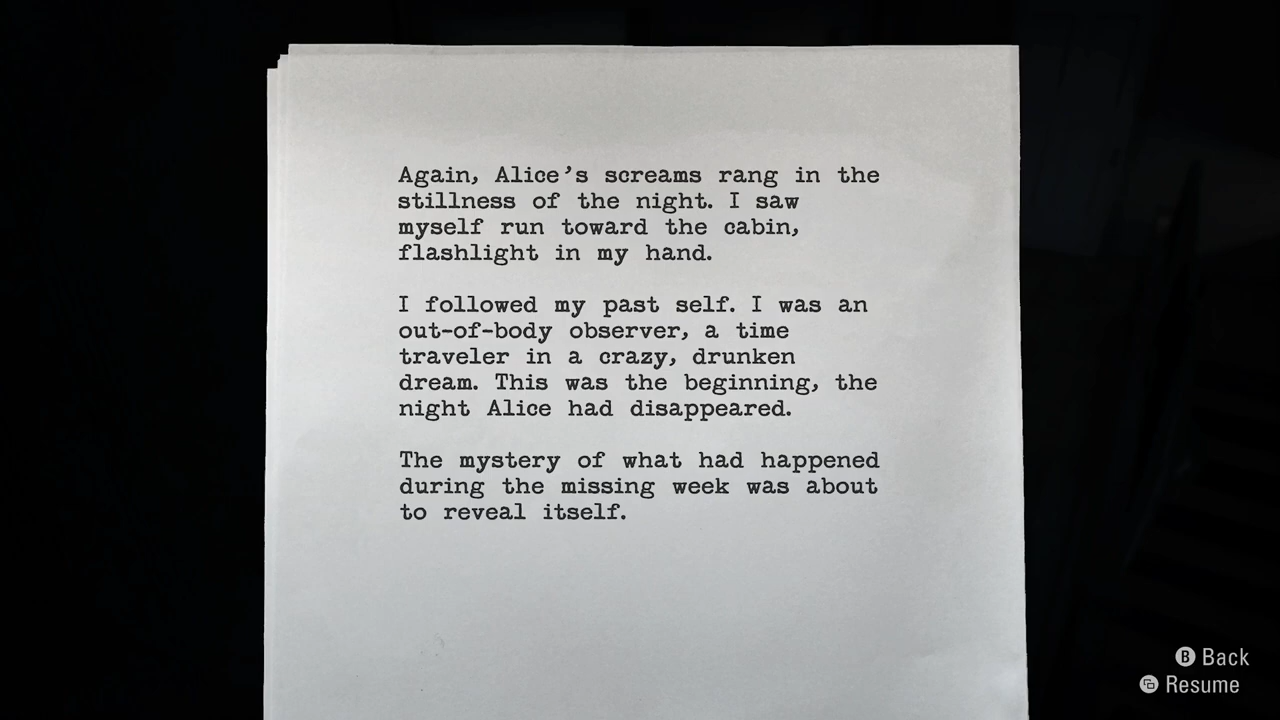 Again, Alice’s screams rang in the
stillness of the night. I saw
myself run toward the cabin,
flashlight in my hand.
I followed my past self. I was an
out-of-body observer, a time
traveler in a crazy, drunken
dream. This was the beginning, the
night Alice had disappeared.
The mystery of what had happened
during the missing week was about
to reveal itself.
B Back
Resume